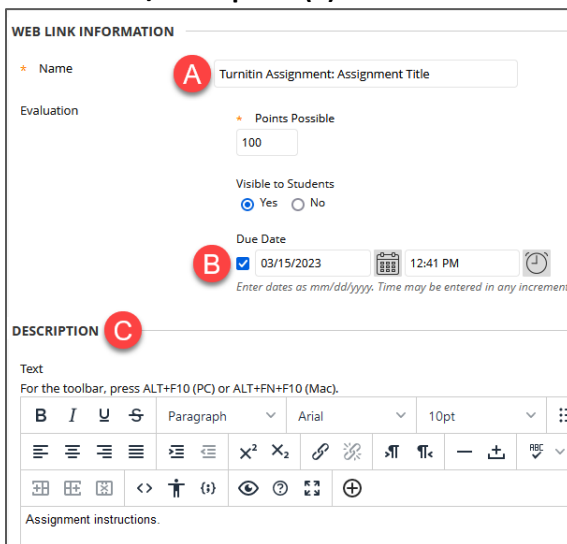 WEB LINK INFORMATION
* Name
A
Turnitin Assignment: Assignment Title
Evaluation
* Points Possible
100
Visible to Students
Yes No
Due Date
B
03/15/2023 12:41 PM
Enter dates as mm/dd/yyyy. Time may be entered in any increment
DESCRIPTION C
Text
For the toolbar, press ALT+F10 (PC) or ALT+FN+F10 (Mac).
B I U S Paragraph Arial 10pt
X² X₂ ¶ ¶ ABC
<> {;} ?
Assignment instructions.